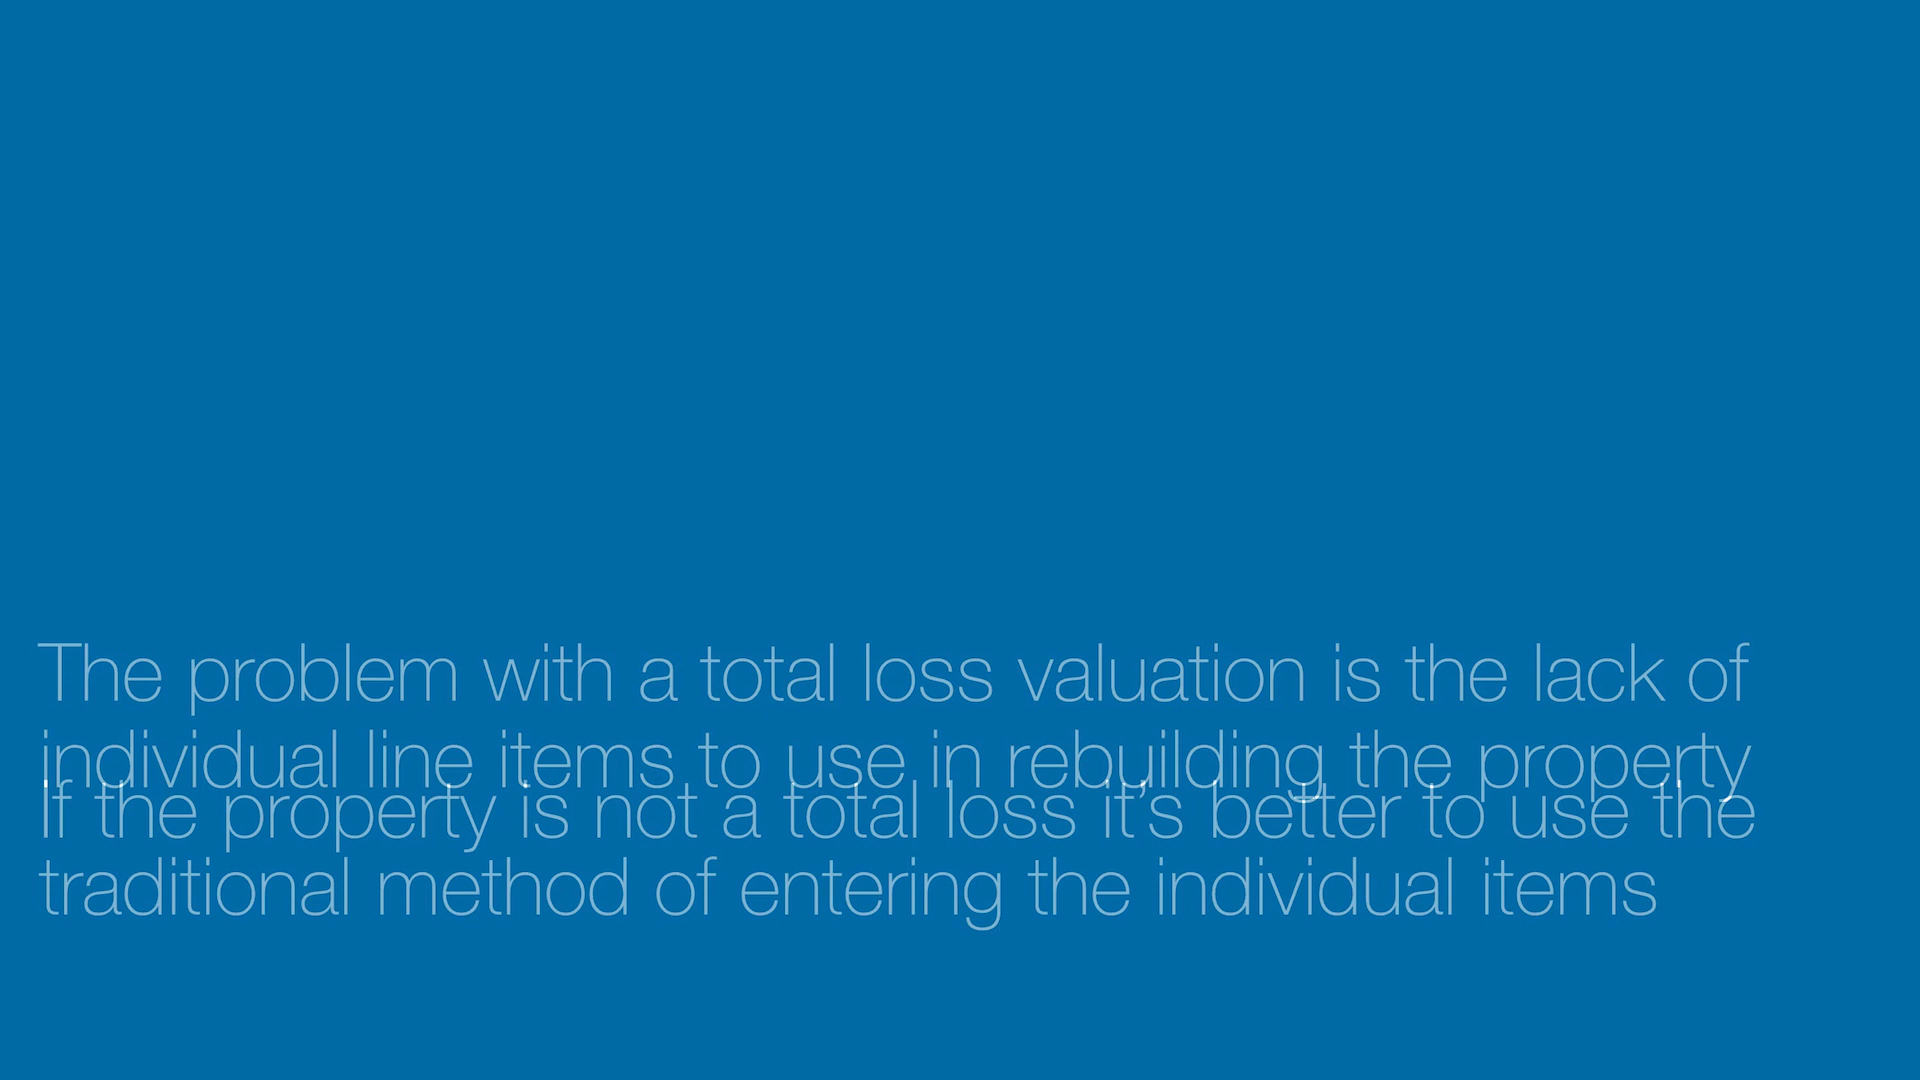 The problem with a total loss valuation is the lack of
individual line items to use in rebuilding the property
If the property is not a total loss it’s better to use the
traditional method of entering the individual items